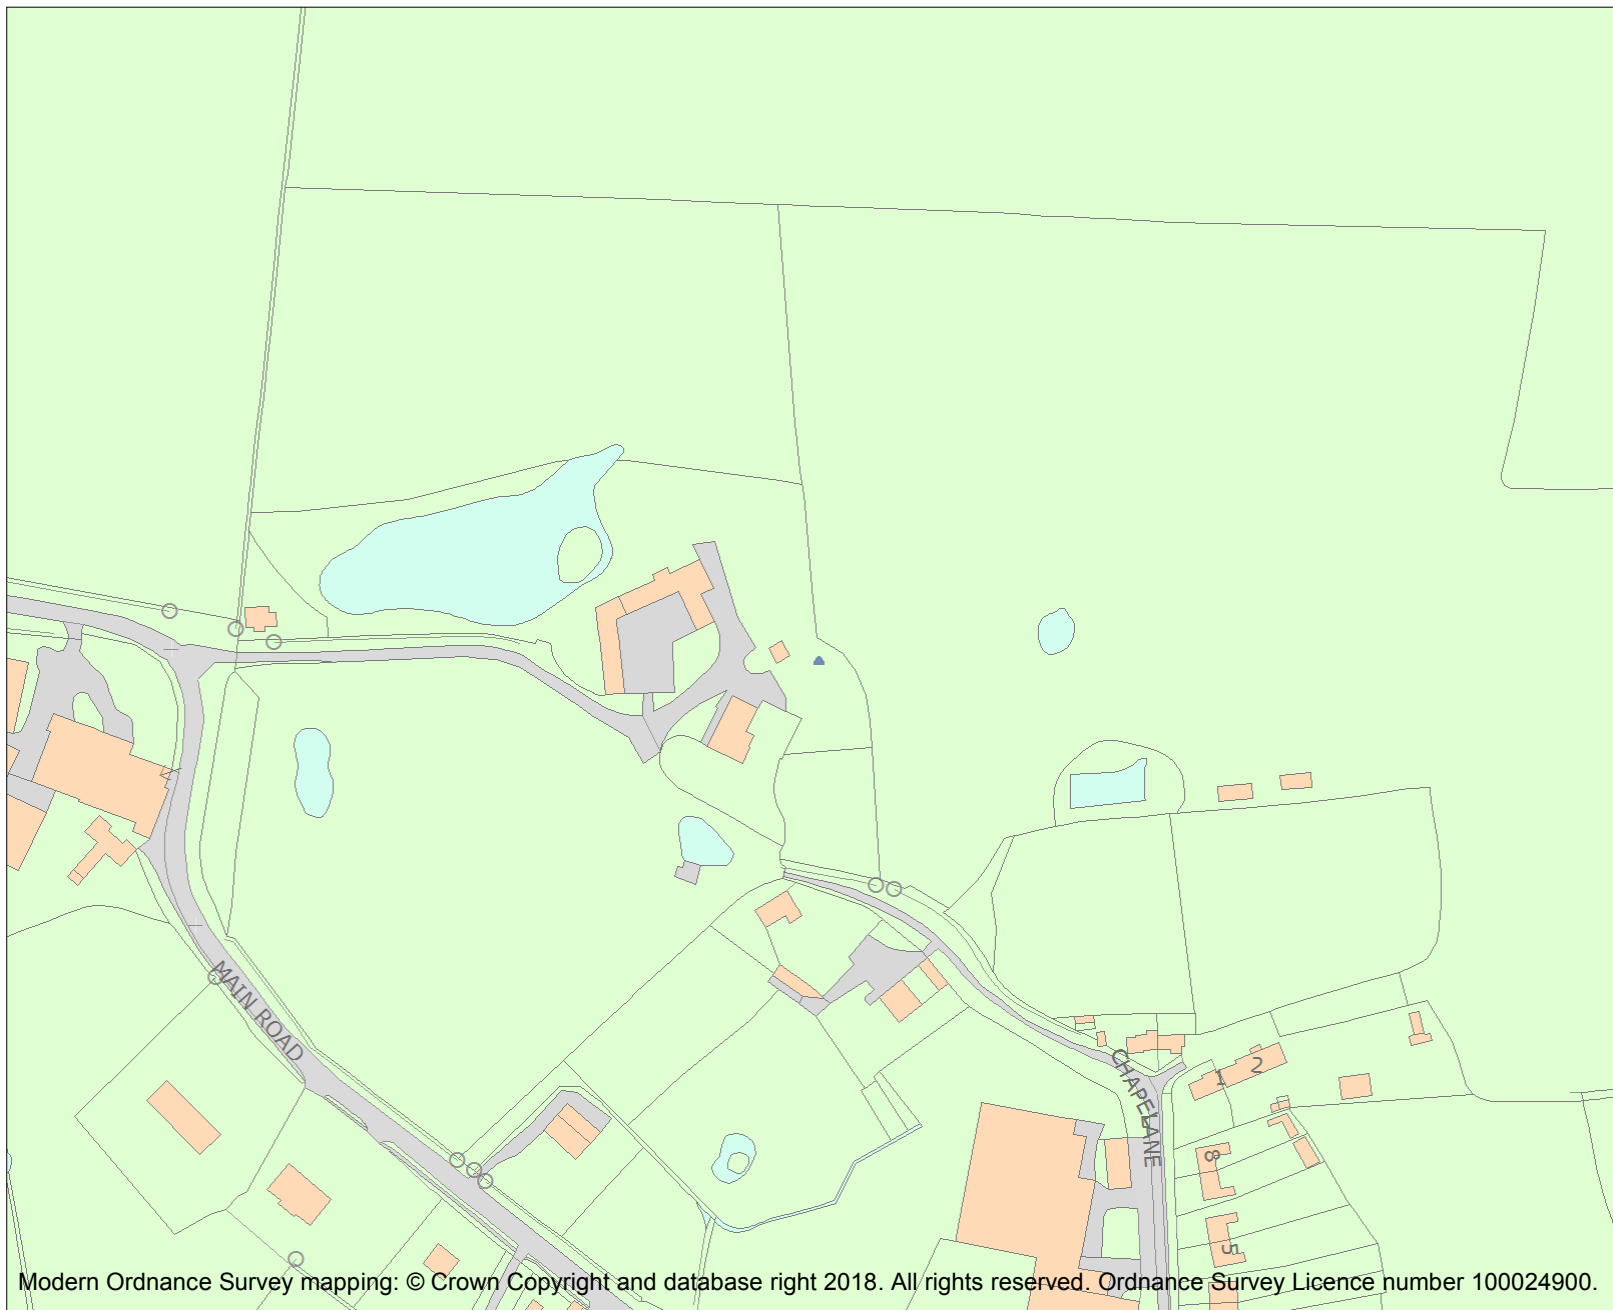 MAIN ROAD
CHAPEL LANE
1
2
8
5
Modern Ordnance Survey mapping: © Crown Copyright and database right 2018. All rights reserved. Ordnance Survey Licence number 100024900.